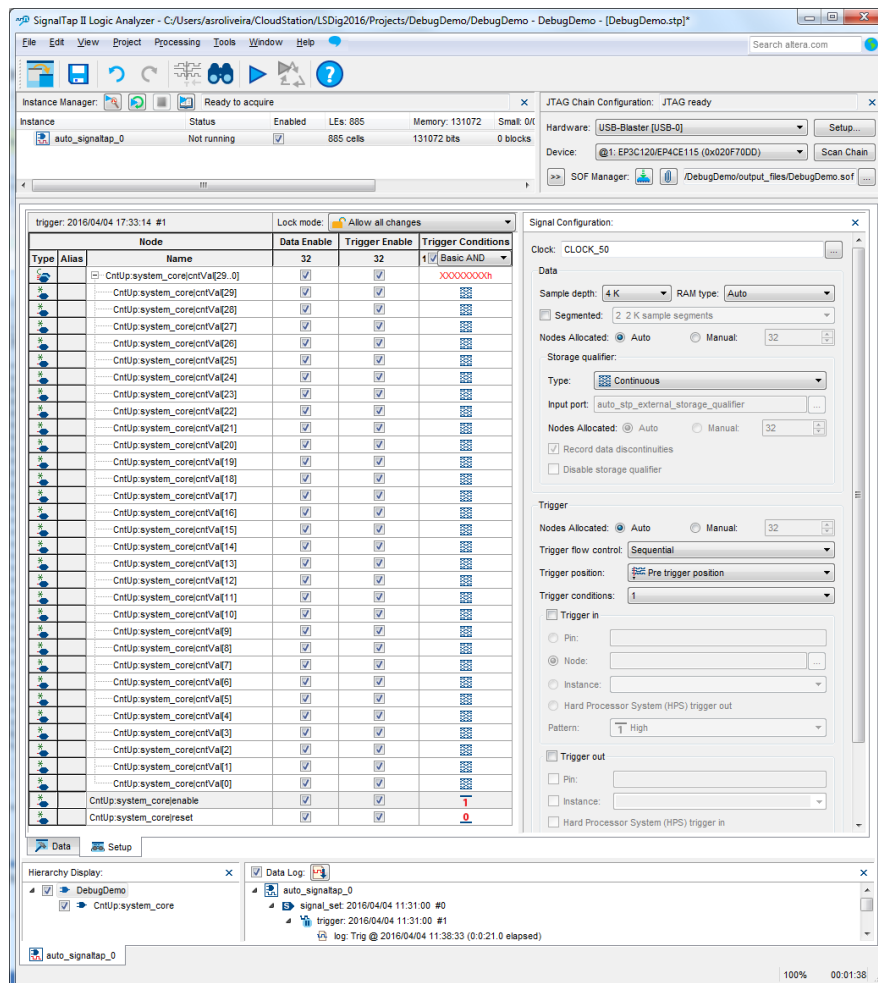 SignalTap II Logic Analyzer - C:/Users/asroliveira/CloudStation/LSDig2016/Projects/DebugDemo/DebugDemo - DebugDemo - [DebugDemo.stp]*
File Edit View Project Processing Tools Window Help
Search altera.com
Instance Manager: Ready to acquire
Instance Status Enabled LEs: 885 Memory: 131072 Small: 0/0
auto_signaltap_0 Not running 885 cells 131072 bits 0 blocks
JTAG Chain Configuration: JTAG ready
Hardware: USB-Blaster [USB-0] Setup...
Device: @1: EP3C120/EP4CE115 (0x020F70DD) Scan Chain
>> SOF Manager: /DebugDemo/output_files/DebugDemo.sof ...
trigger: 2016/04/04 17:33:14 #1 Lock mode: Allow all changes
Node Data Enable Trigger Enable Trigger Conditions
Type Alias Name 32 32 1 Basic AND
CntUp:system_core|cntVal[29..0] XXXXXXXXh
CntUp:system_core|cntVal[29]
CntUp:system_core|cntVal[28]
CntUp:system_core|cntVal[27]
CntUp:system_core|cntVal[26]
CntUp:system_core|cntVal[25]
CntUp:system_core|cntVal[24]
CntUp:system_core|cntVal[23]
CntUp:system_core|cntVal[22]
CntUp:system_core|cntVal[21]
CntUp:system_core|cntVal[20]
CntUp:system_core|cntVal[19]
CntUp:system_core|cntVal[18]
CntUp:system_core|cntVal[17]
CntUp:system_core|cntVal[16]
CntUp:system_core|cntVal[15]
CntUp:system_core|cntVal[14]
CntUp:system_core|cntVal[13]
CntUp:system_core|cntVal[12]
CntUp:system_core|cntVal[11]
CntUp:system_core|cntVal[10]
CntUp:system_core|cntVal[9]
CntUp:system_core|cntVal[8]
CntUp:system_core|cntVal[7]
CntUp:system_core|cntVal[6]
CntUp:system_core|cntVal[5]
CntUp:system_core|cntVal[4]
CntUp:system_core|cntVal[3]
CntUp:system_core|cntVal[2]
CntUp:system_core|cntVal[1]
CntUp:system_core|cntVal[0]
CntUp:system_core|enable 1
CntUp:system_core|reset 0
Data Setup
Signal Configuration:
Clock: CLOCK_50 ...
Data
Sample depth: 4 K RAM type: Auto
Segmented: 2 2 K sample segments
Nodes Allocated: Auto Manual: 32
Storage qualifier:
Type: Continuous
Input port: auto_stp_external_storage_qualifier ...
Nodes Allocated: Auto Manual: 32
Record data discontinuities
Disable storage qualifier
Trigger
Nodes Allocated: Auto Manual: 32
Trigger flow control: Sequential
Trigger position: Pre trigger position
Trigger conditions: 1
Trigger in
Pin:
Node: ...
Instance:
Hard Processor System (HPS) trigger out
Pattern: 1 High
Trigger out
Pin:
Instance:
Hard Processor System (HPS) trigger in
Hierarchy Display:
DebugDemo
CntUp:system_core
Data Log:
auto_signaltap_0
signal_set: 2016/04/04 11:31:00 #0
trigger: 2016/04/04 11:31:00 #1
log: Trig @ 2016/04/04 11:38:33 (0:0:21.0 elapsed)
auto_signaltap_0
100% 00:01:38